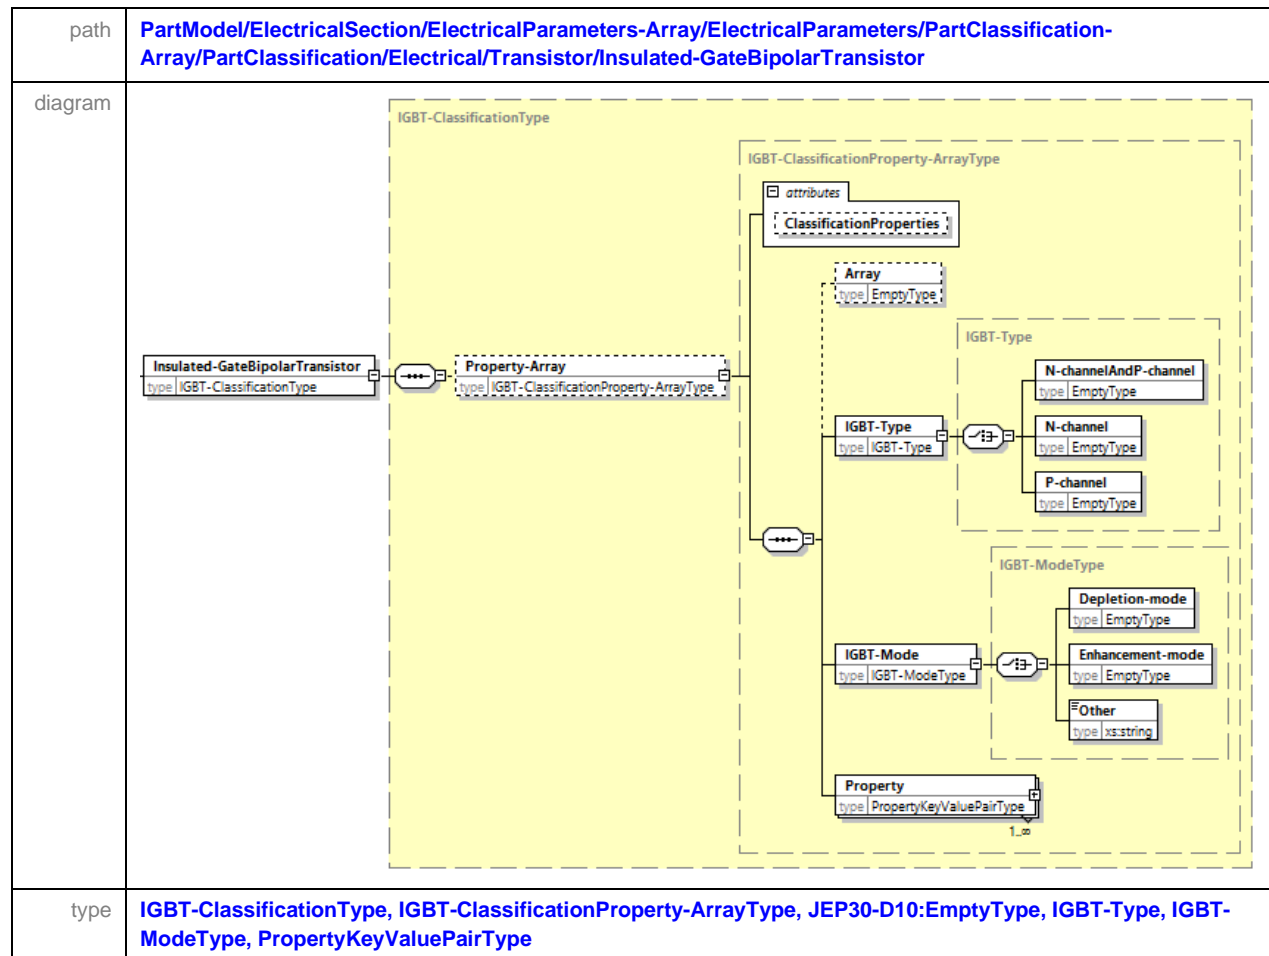 path
PartModel/ElectricalSection/ElectricalParameters-Array/ElectricalParameters/PartClassification-
Array/PartClassification/Electrical/Transistor/Insulated-GateBipolarTransistor
diagram
IGBT-ClassificationType
IGBT-ClassificationProperty-ArrayType
attributes
ClassificationProperties
Array
type EmptyType
IGBT-Type
N-channelAndP-channel
type EmptyType
Insulated-GateBipolarTransistor
type IGBT-ClassificationType
Property-Array
type IGBT-ClassificationProperty-ArrayType
IGBT-Type
type IGBT-Type
N-channel
type EmptyType
P-channel
type EmptyType
IGBT-ModeType
Depletion-mode
type EmptyType
IGBT-Mode
type IGBT-ModeType
Enhancement-mode
type EmptyType
Other
type xs:string
Property
type PropertyKeyValuePairType
1..∞
type
IGBT-ClassificationType, IGBT-ClassificationProperty-ArrayType, JEP30-D10:EmptyType, IGBT-Type, IGBT-
ModeType, PropertyKeyValuePairType